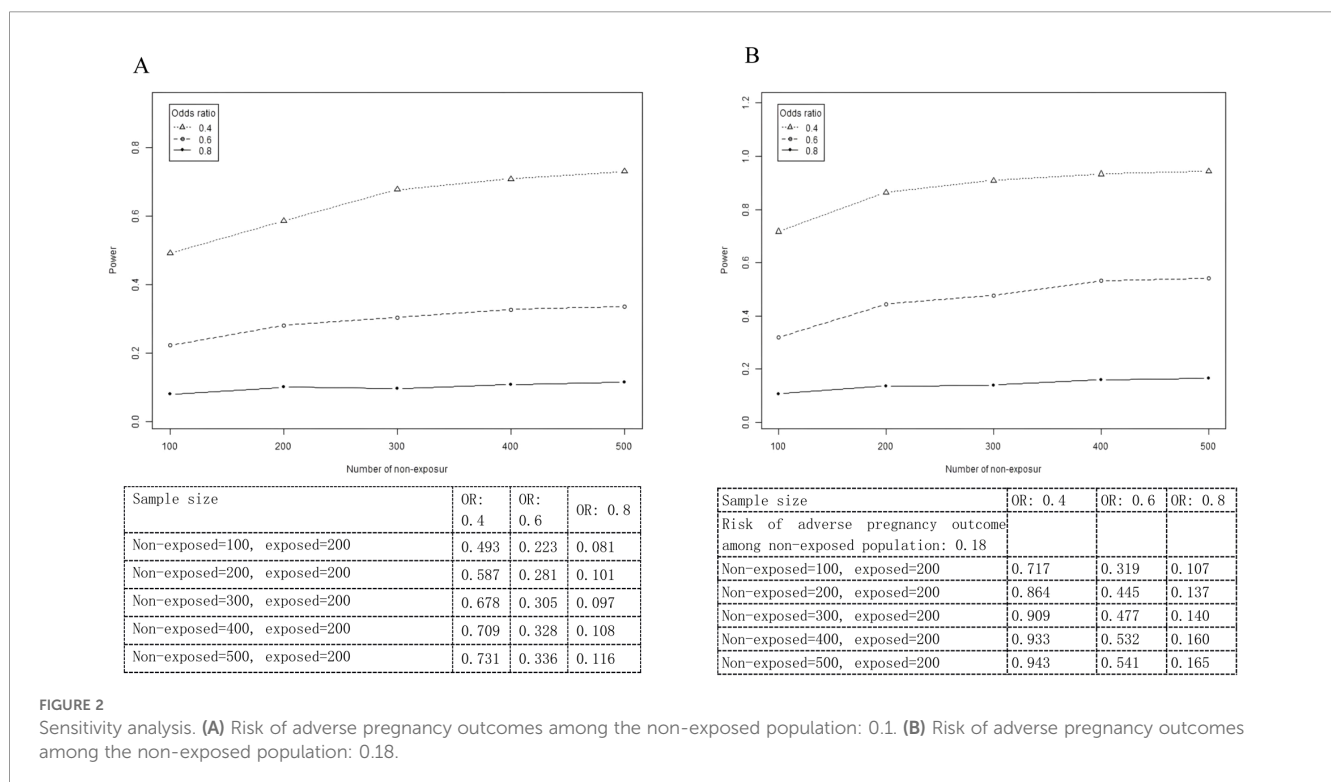 A
Odds ratio
0.4
0.6
0.8
Power
0.0
0.2
0.4
0.6
0.8
100
200
300
400
500
Number of non-exposur
Sample size OR: 0.4 OR: 0.6 OR: 0.8
Non-exposed=100, exposed=200 0.493 0.223 0.081
Non-exposed=200, exposed=200 0.587 0.281 0.101
Non-exposed=300, exposed=200 0.678 0.305 0.097
Non-exposed=400, exposed=200 0.709 0.328 0.108
Non-exposed=500, exposed=200 0.731 0.336 0.116
B
Odds ratio
0.4
0.6
0.8
Power
0.0
0.2
0.4
0.6
0.8
1.0
1.2
100
200
300
400
500
Number of non-exposur
Sample size OR: 0.4 OR: 0.6 OR: 0.8
Risk of adverse pregnancy outcome
among non-exposed population: 0.18
Non-exposed=100, exposed=200 0.717 0.319 0.107
Non-exposed=200, exposed=200 0.864 0.445 0.137
Non-exposed=300, exposed=200 0.909 0.477 0.140
Non-exposed=400, exposed=200 0.933 0.532 0.160
Non-exposed=500, exposed=200 0.943 0.541 0.165
FIGURE 2
Sensitivity analysis. (A) Risk of adverse pregnancy outcomes among the non-exposed population: 0.1. (B) Risk of adverse pregnancy outcomes
among the non-exposed population: 0.18.